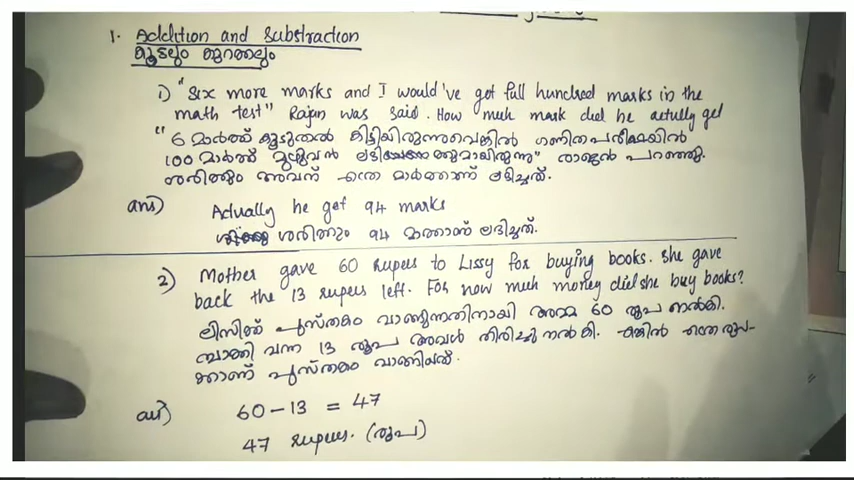 1. Addition and Substraction
കൂടലും കുറക്കലും
1) "Six more marks and I would've got full hundred marks in the
math test" Rajan was said. How much mark did he actully get
"6 മാർക്ക് കൂടുതൽ കിട്ടിയിരുന്നുവെങ്കിൽ ഗണിതപരീക്ഷയിൽ
100 മാർക്ക് മുഴുവൻ ലഭിക്കുമായിരുന്നു" രാജൻ പറഞ്ഞു.
ശരിക്കും അവന് എത്ര മാർക്കാണ് ലഭിച്ചത്.
ans) Actually he get 94 marks
ശരിക്കും 94 മാർക്കാണ് ലഭിച്ചത്.
2) Mother gave 60 rupees to Lissy for buying books. She gave
back the 13 rupees left. For how much money did she buy books?
ലിസിക്ക് പുസ്തകം വാങ്ങുന്നതിനായി അമ്മ 60 രൂപ നൽകി.
ബാക്കി വന്ന 13 രൂപ അവൾ തിരിച്ചു നൽകി. എങ്കിൽ എത്ര രൂപ-
ക്കാണ് പുസ്തകം വാങ്ങിയത്.
ans) 60 - 13 = 47
47 rupees. (രൂപ)